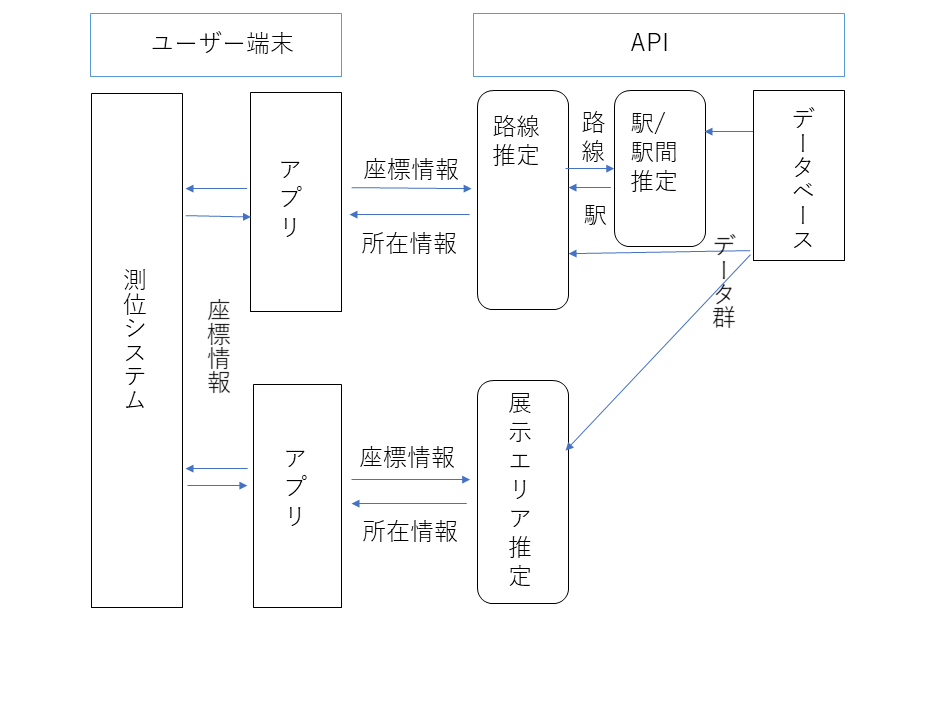 ユーザー端末
API
測位システム
座標情報
アプリ
座標情報
所在情報
路線
推定
路線
駅
駅/
駅間
推定
データベース
データ群
アプリ
座標情報
所在情報
展示エリア推定